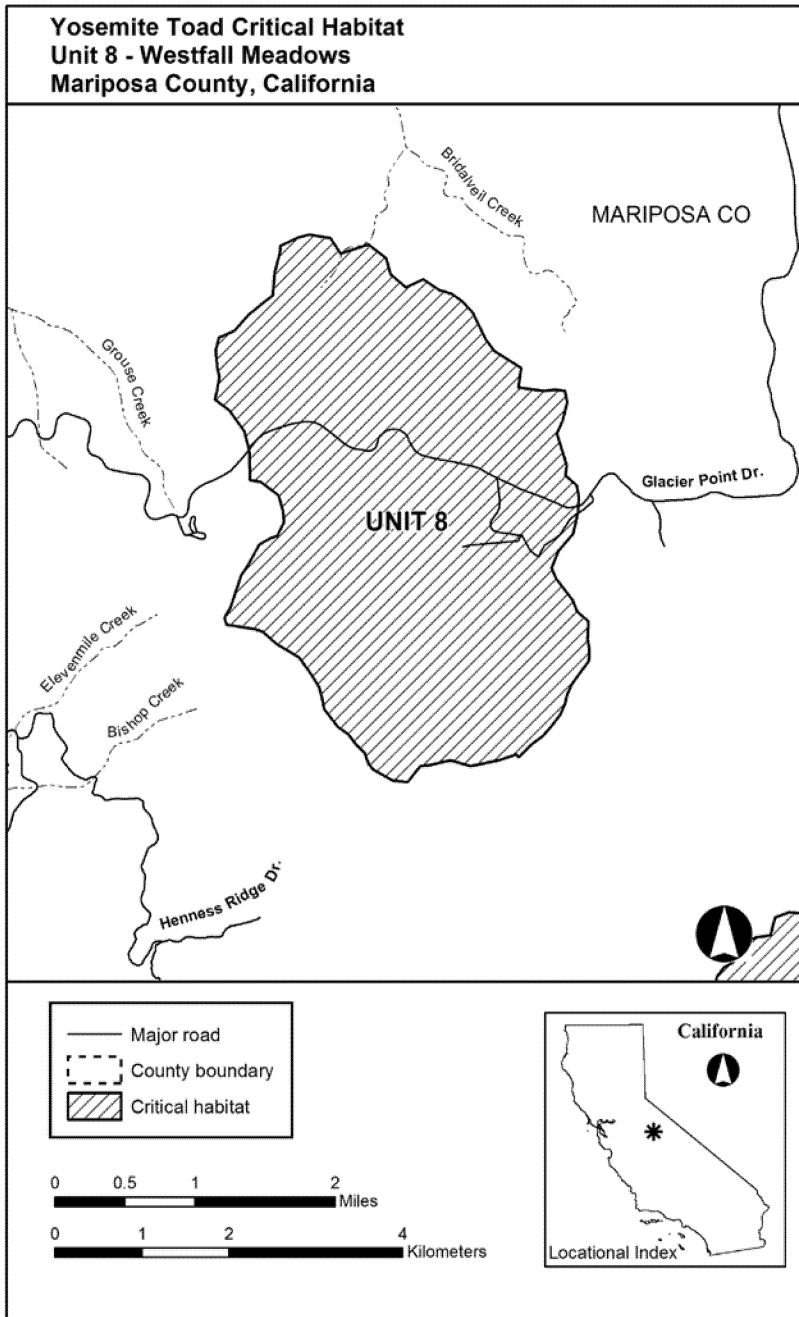 Yosemite Toad Critical Habitat
Unit 8 - Westfall Meadows
Mariposa County, California
Bridalveil Creek
MARIPOSA CO
Grouse Creek
Glacier Point Dr.
UNIT 8
Elevenmile Creek
Bishop Creek
Henness Ridge Dr.
Major road
County boundary
Critical habitat
0 0.5 1 2
Miles
0 1 2 4
Kilometers
California
Locational Index